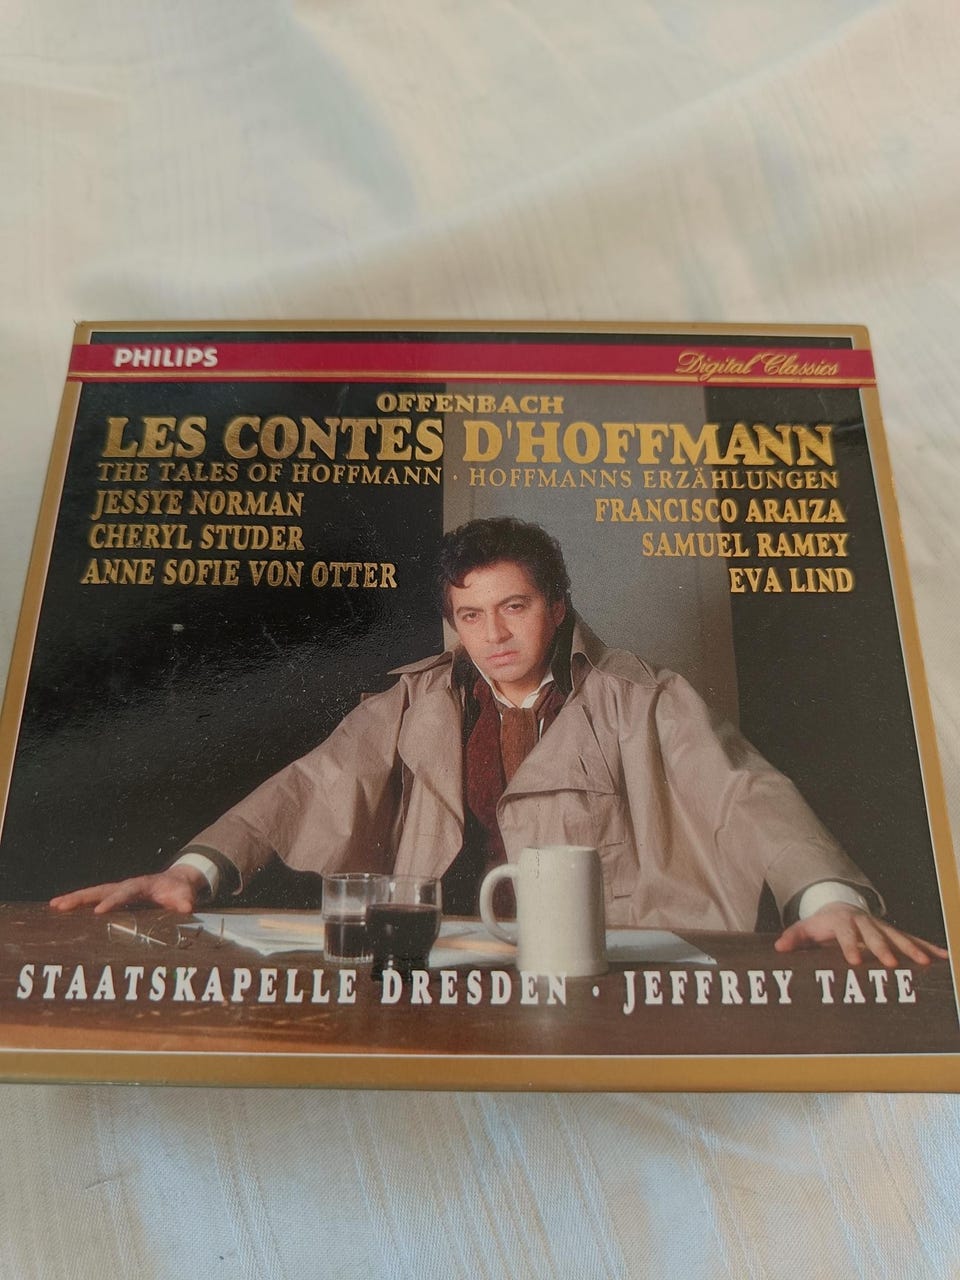 PHILIPS Digital Classics
OFFENBACH
LES CONTES D'HOFFMANN
THE TALES OF HOFFMANN · HOFFMANNS ERZÄHLUNGEN
JESSYE NORMAN FRANCISCO ARAIZA
CHERYL STUDER SAMUEL RAMEY
ANNE SOFIE VON OTTER EVA LIND
STAATSKAPELLE DRESDEN · JEFFREY TATE